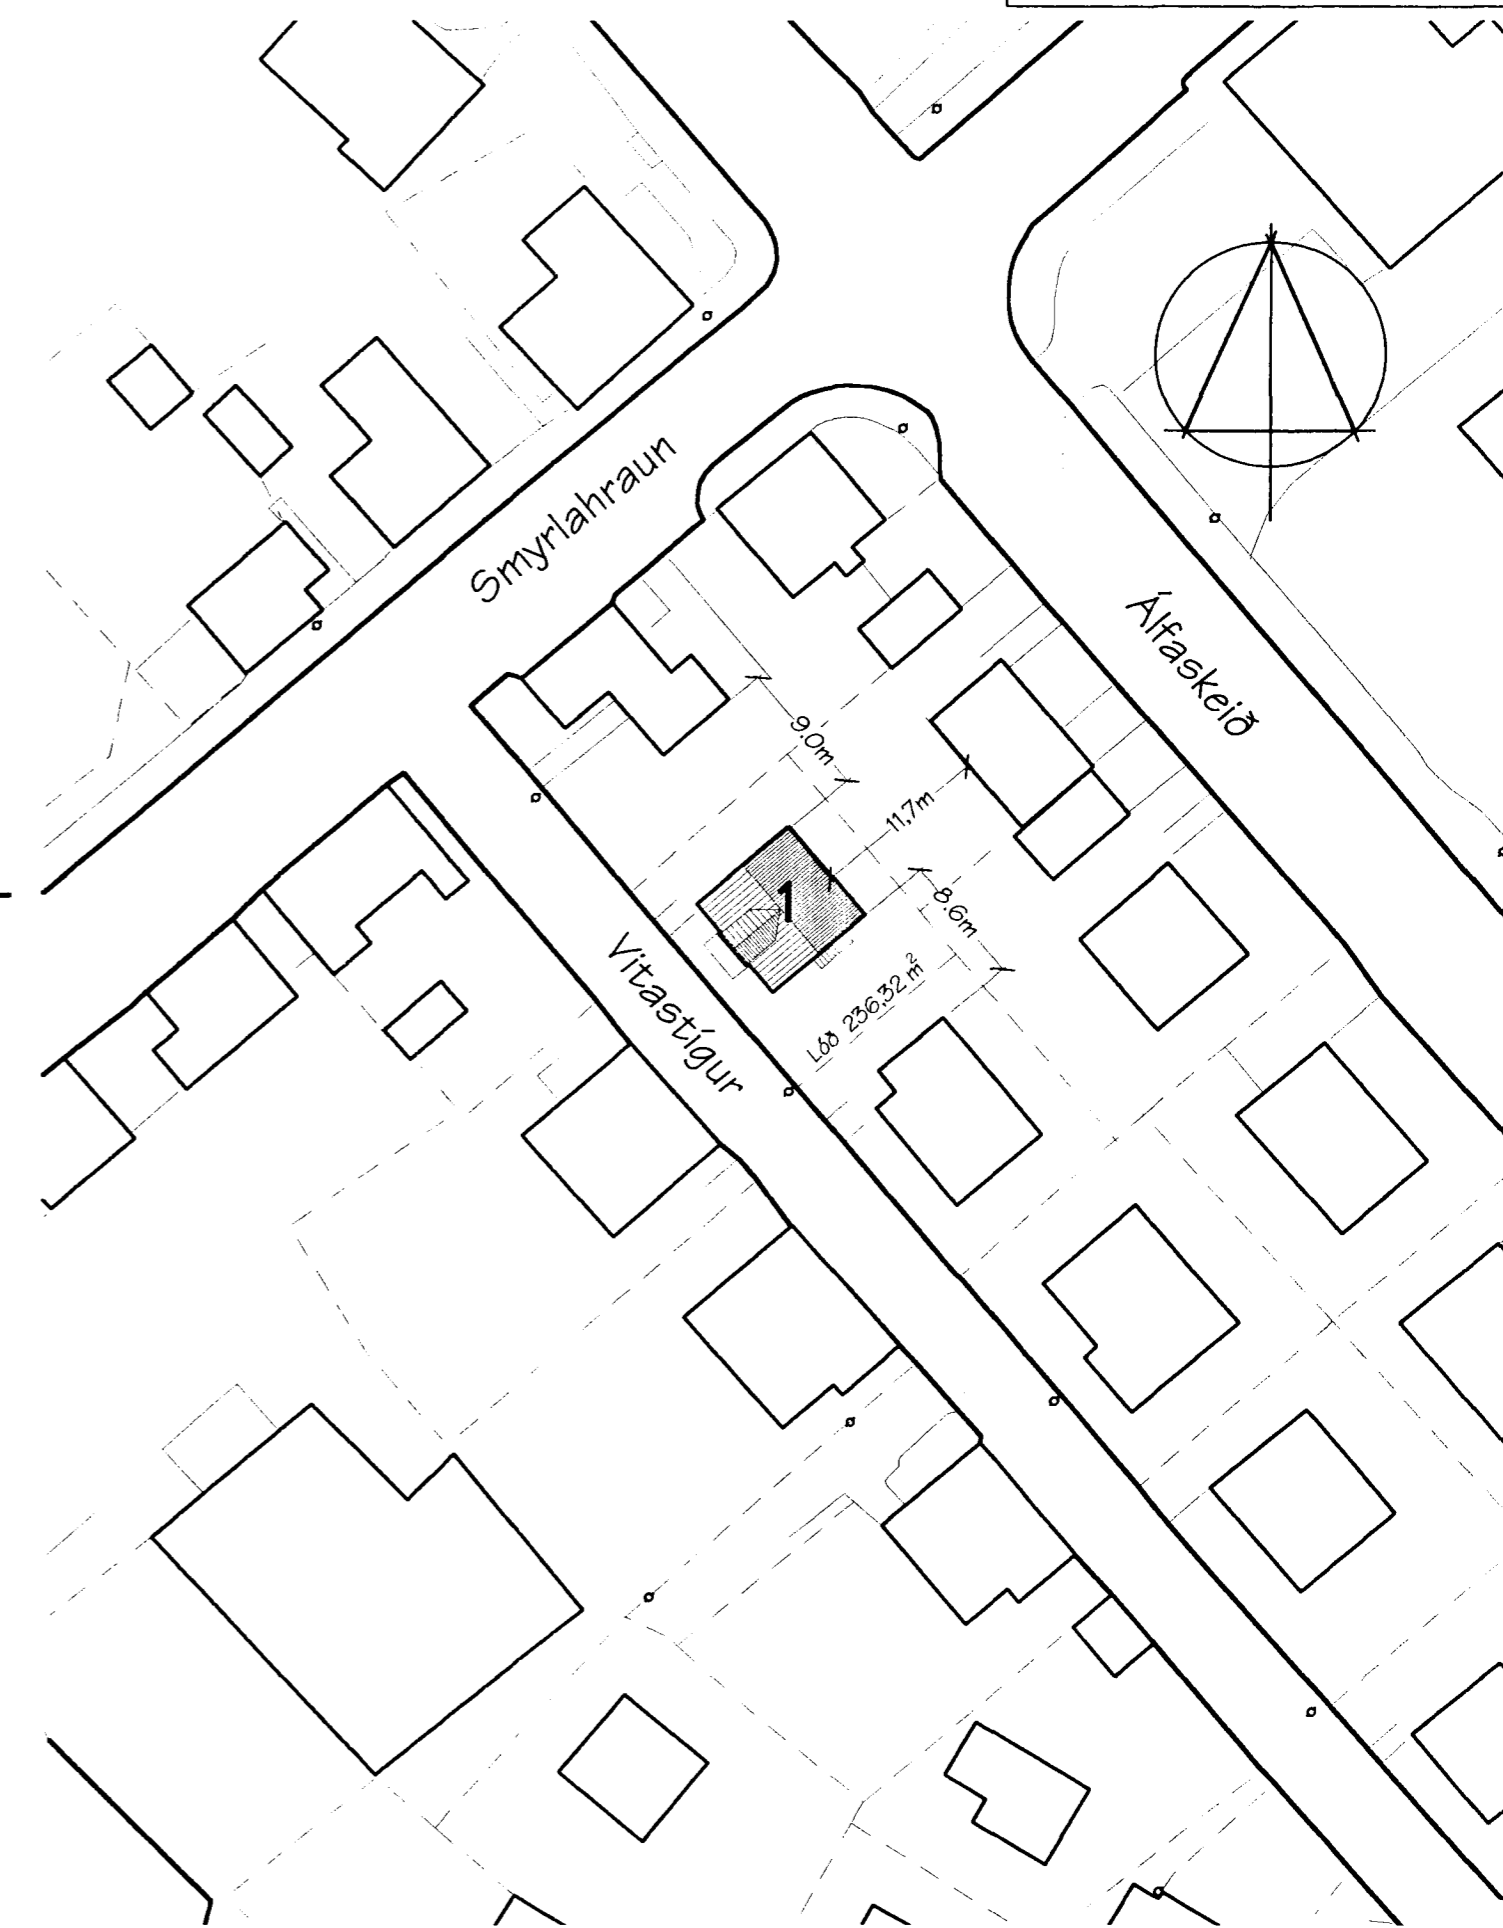 Smyrlahraun
Álfaskeið
9.0m
11,7m
1
8.6m
Vitastígur
Lóð 236,32 m²